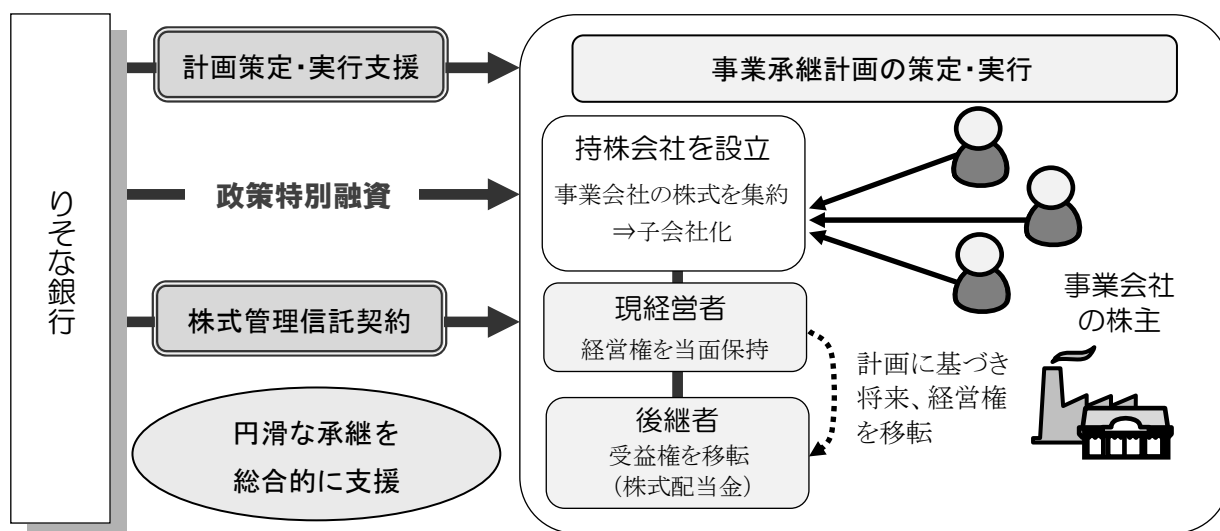 りそな銀行
計画策定・実行支援
政策特別融資
株式管理信託契約
円滑な承継を
総合的に支援
事業承継計画の策定・実行
持株会社を設立
事業会社の株式を集約
⇒子会社化
現経営者
経営権を当面保持
後継者
受益権を移転
（株式配当金）
計画に基づき
将来、経営権
を移転
事業会社
の株主